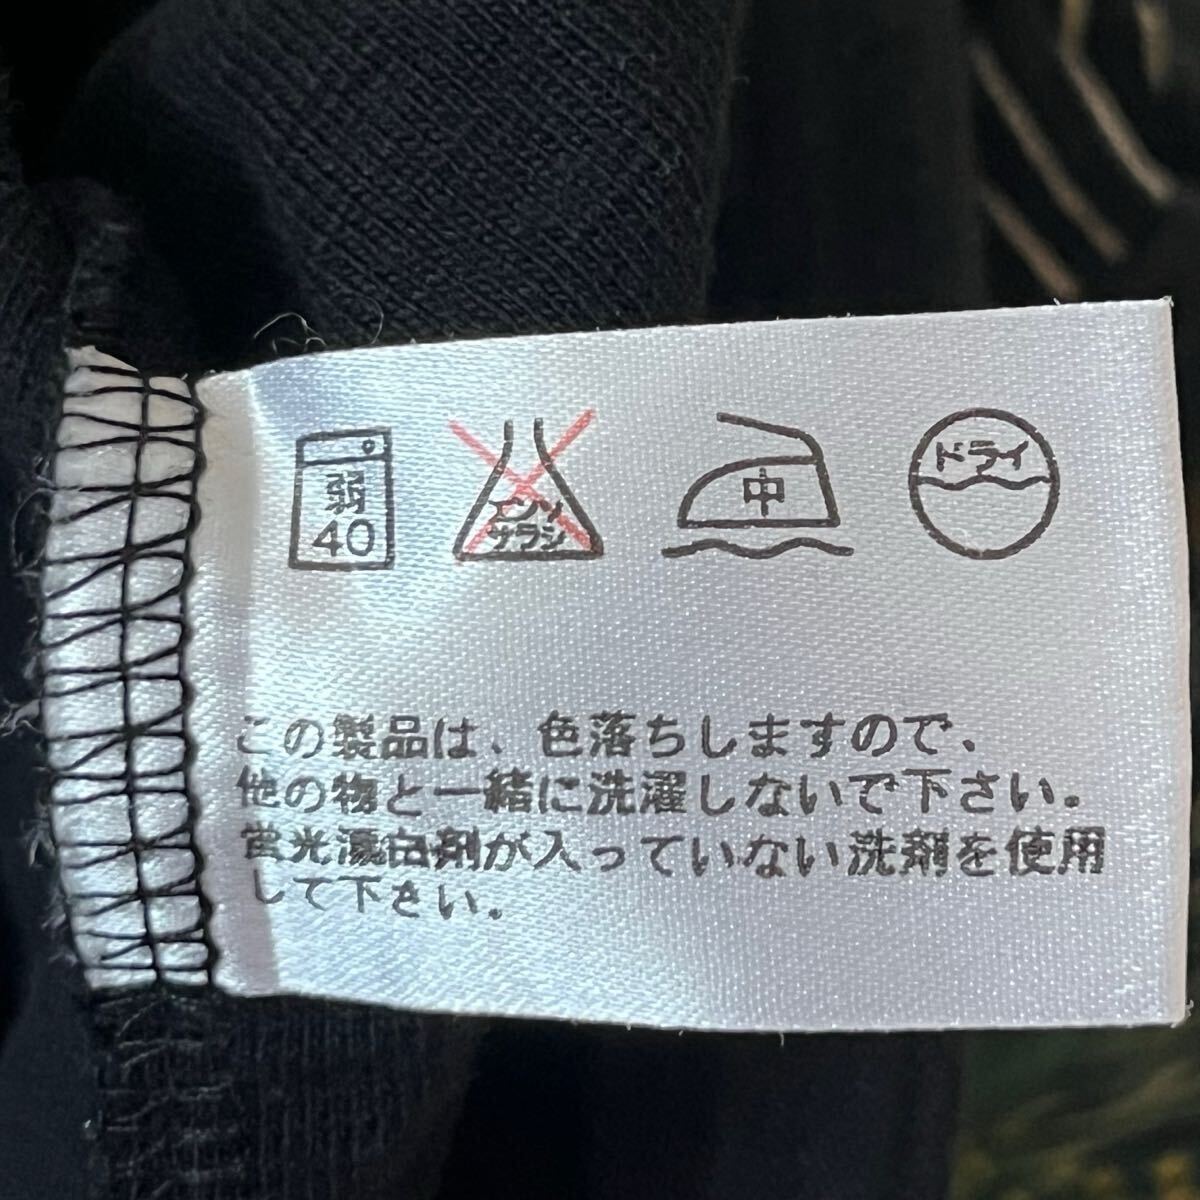 弱 エンソ 中 ドライ
40 サラシ
この製品は、色落ちしますので、
他の物と一緒に洗濯しないで下さい。
蛍光漂白剤が入っていない洗剤を使用
して下さい。